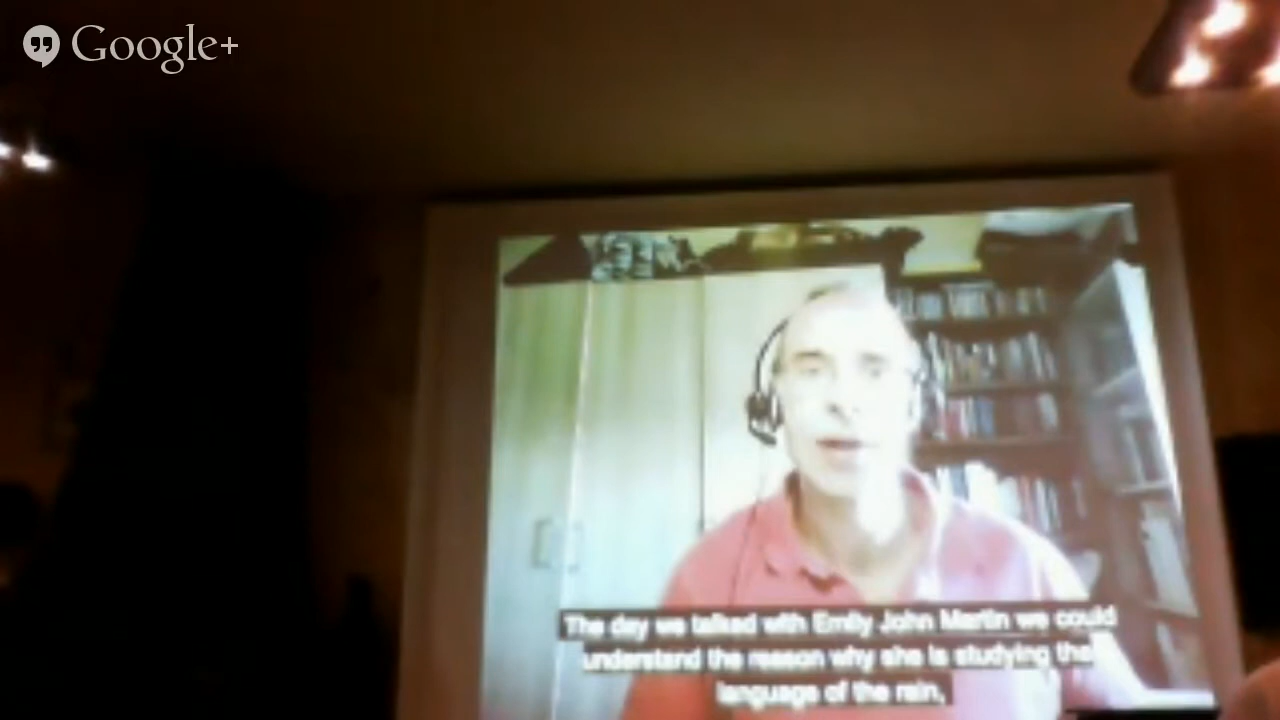 Google+
The day we talked with Emily John Martin we could
understand the reason why she is studying the
language of the rain,